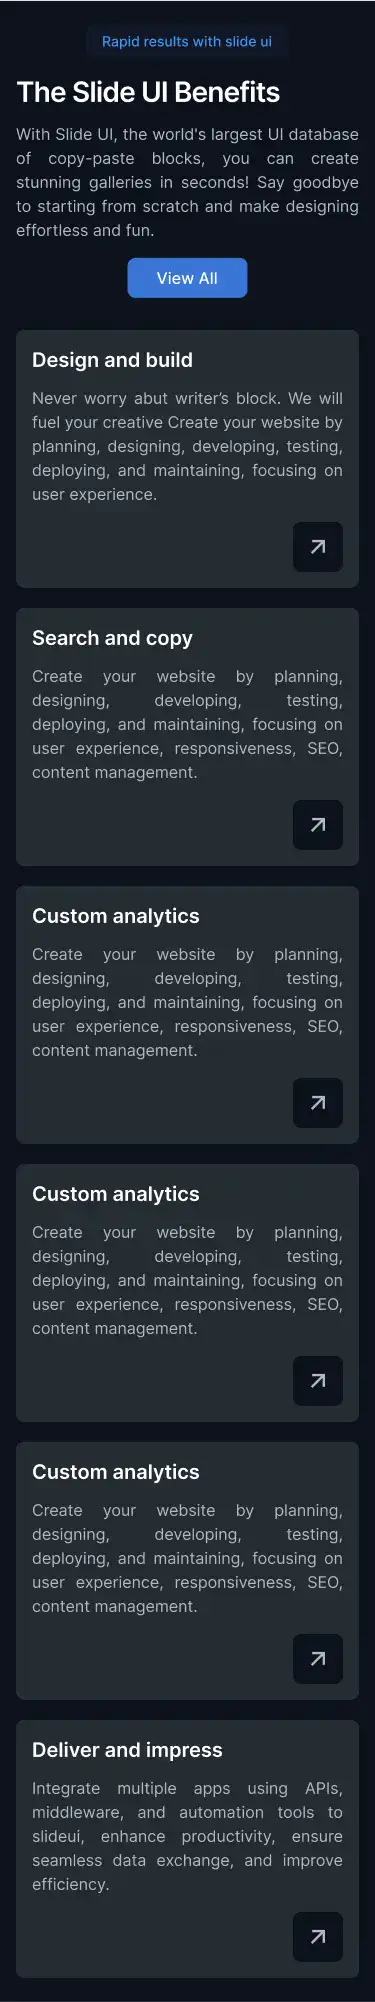 Rapid results with slide ui
The Slide UI Benefits
With Slide UI, the world's largest UI database
of copy-paste blocks, you can create
stunning galleries in seconds! Say goodbye
to starting from scratch and make designing
effortless and fun.
View All
Design and build
Never worry abut writer’s block. We will
fuel your creative Create your website by
planning, designing, developing, testing,
deploying, and maintaining, focusing on
user experience.
Search and copy
Create your website by planning,
designing, developing, testing,
deploying, and maintaining, focusing on
user experience, responsiveness, SEO,
content management.
Custom analytics
Create your website by planning,
designing, developing, testing,
deploying, and maintaining, focusing on
user experience, responsiveness, SEO,
content management.
Custom analytics
Create your website by planning,
designing, developing, testing,
deploying, and maintaining, focusing on
user experience, responsiveness, SEO,
content management.
Custom analytics
Create your website by planning,
designing, developing, testing,
deploying, and maintaining, focusing on
user experience, responsiveness, SEO,
content management.
Deliver and impress
Integrate multiple apps using APIs,
middleware, and automation tools to
slideui, enhance productivity, ensure
seamless data exchange, and improve
efficiency.